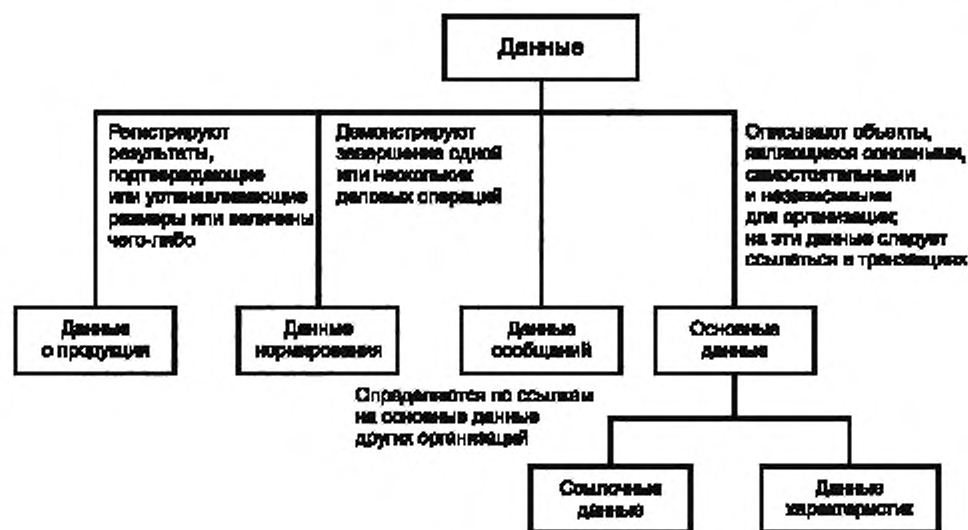 Данные
Регистрируют
результаты,
подтверждающие
или устанавливающие
размеры или величины
чего-либо
Демонстрируют
завершение одной
или нескольких
деловых операций
Описывают объекты,
являющиеся основными,
самостоятельными
и независимыми
для организации;
на эти данные следует
ссылаться в транзакциях
Данные
о продукции
Данные
нормирования
Данные
сообщений
Основные
данные
Определяются по ссылкам
на основные данные
других организаций
Ссылочные
данные
Данные
характеристик